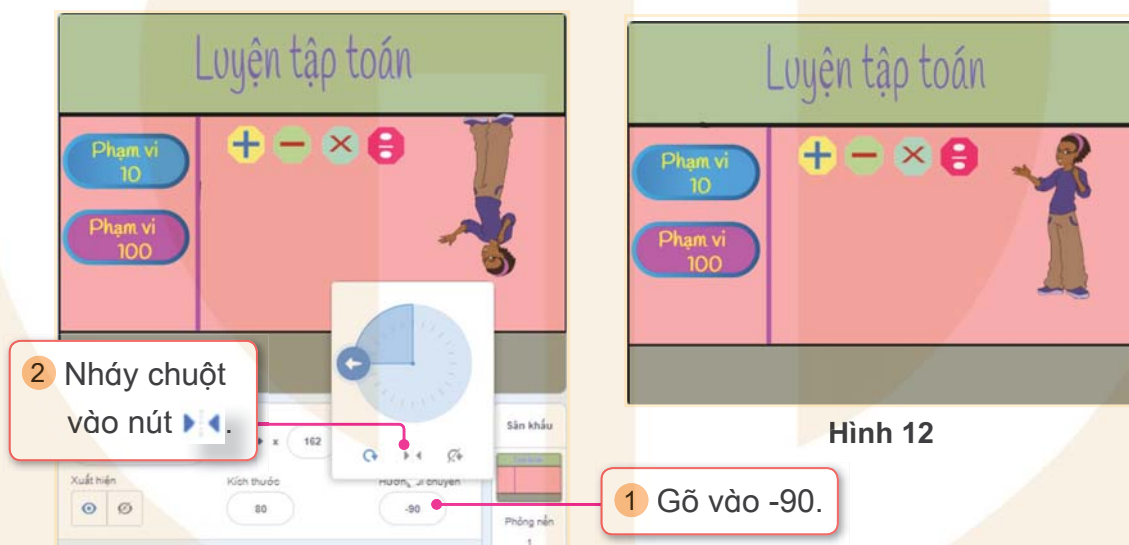 Luyện tập toán
Phạm vi
10
Phạm vi
100
2 Nháy chuột
vào nút
x 162
Xuất hiện
Kích thước
80
-90
Sân khấu
Phông nền
1
1 Gõ vào -90.
Luyện tập toán
Phạm vi
10
Phạm vi
100
Hình 12